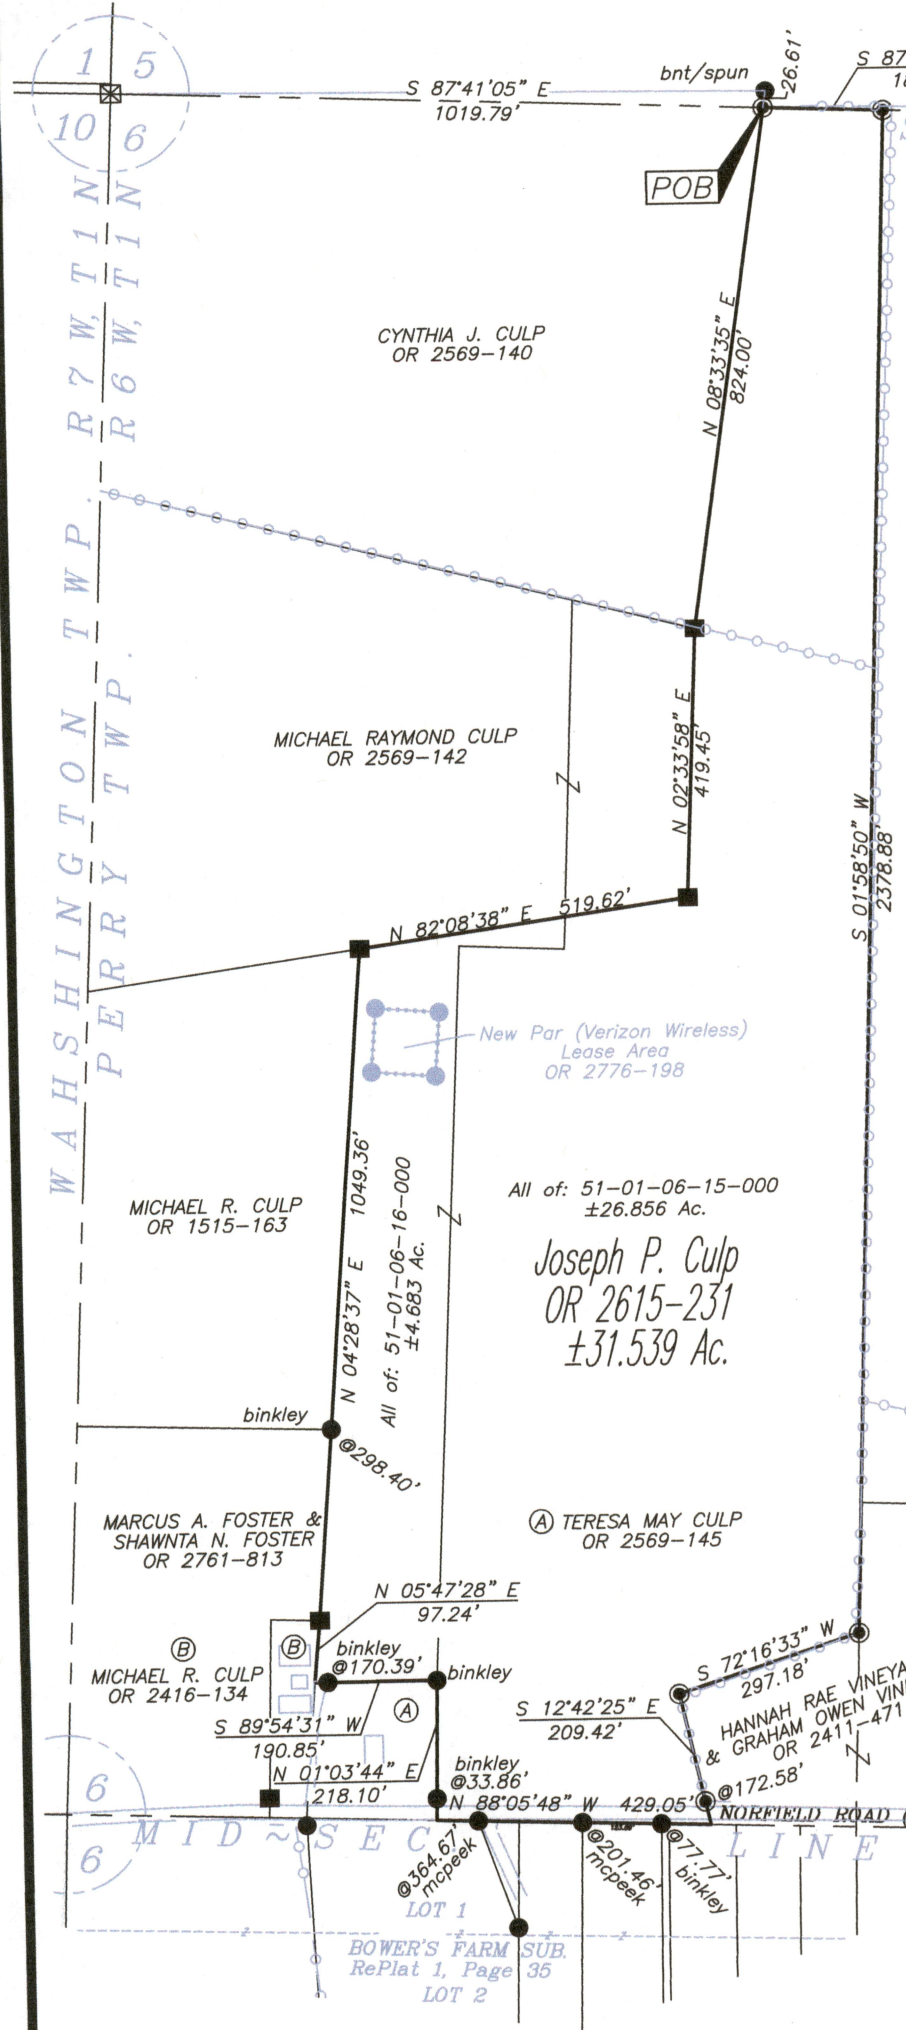 1
5
10
6
S 87°41'05" E
1019.79'
bnt/spun
26.61'
S 87
POB
WAHSHINGTON TWP. R7W,T1N
PERRY TWP. R6W,T1N
CYNTHIA J. CULP
OR 2569-140
N 08°33'35" E
824.00'
MICHAEL RAYMOND CULP
OR 2569-142
N 02°33'58" E
419.45'
S 01°58'50" W
2378.88'
N 82°08'38" E 519.62'
New Par (Verizon Wireless)
Lease Area
OR 2776-198
N 04°28'37" E 1049.36'
All of: 51-01-06-16-000
±4.683 Ac.
MICHAEL R. CULP
OR 1515-163
All of: 51-01-06-15-000
±26.856 Ac.
Joseph P. Culp
OR 2615-231
±31.539 Ac.
binkley
@298.40'
MARCUS A. FOSTER &
SHAWNTA N. FOSTER
OR 2761-813
A TERESA MAY CULP
OR 2569-145
N 05°47'28" E
97.24'
B
MICHAEL R. CULP
OR 2416-134
B
binkley
@170.39'
binkley
S 89°54'31" W
190.85'
A
N 01°03'44" E
218.10'
binkley
@33.86'
S 72°16'33" W
297.18'
S 12°42'25" E
209.42'
HANNAH RAE VINEYA
& GRAHAM OWEN VIN
OR 2411-471
@172.58'
N 88°05'48" W 429.05'
NORFIELD ROAD (
6
6
MID~SEC. LINE
@364.67'
mcpeek
@201.46'
mcpeek
@77.77'
binkley
LOT 1
BOWER'S FARM SUB.
RePlat 1, Page 35
LOT 2